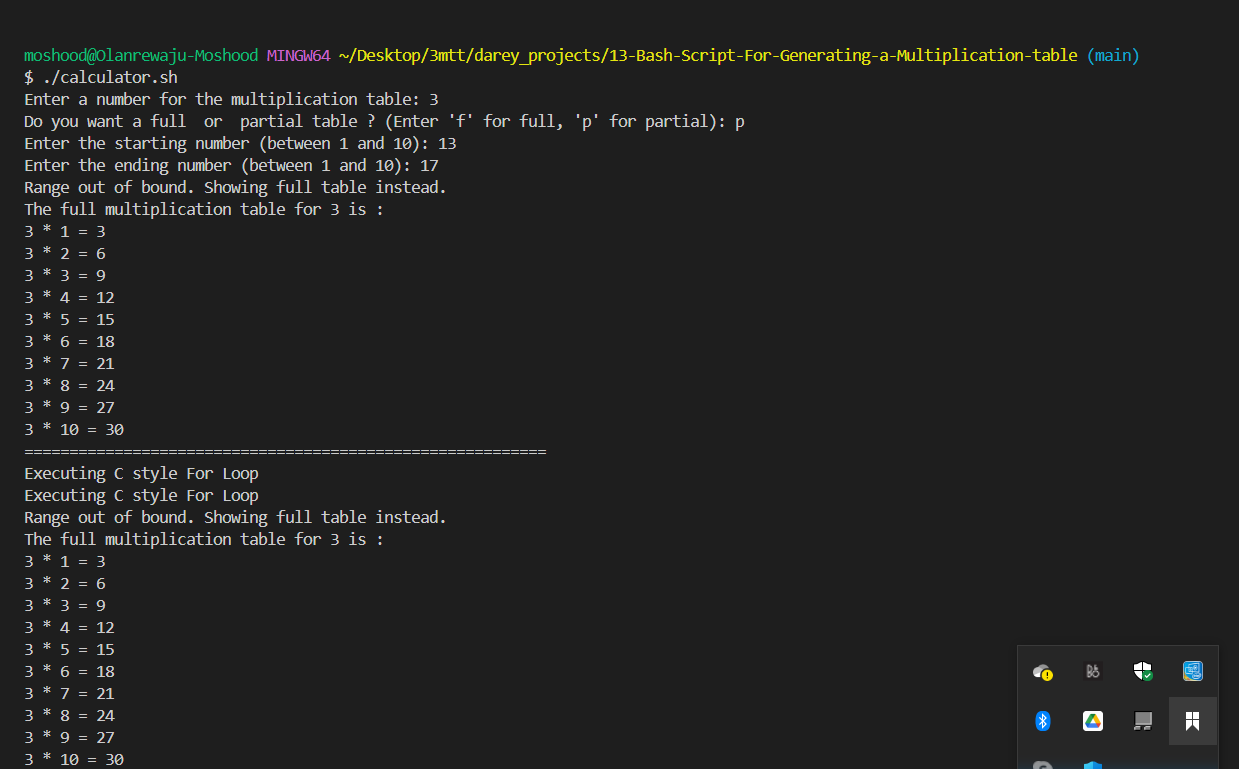 moshood@Olanrewaju-Moshood MINGW64 ~/Desktop/3mtt/darey_projects/13-Bash-Script-For-Generating-a-Multiplication-table (main)
$ ./calculator.sh
Enter a number for the multiplication table: 3
Do you want a full  or  partial table ? (Enter 'f' for full, 'p' for partial): p
Enter the starting number (between 1 and 10): 13
Enter the ending number (between 1 and 10): 17
Range out of bound. Showing full table instead.
The full multiplication table for 3 is :
3 * 1 = 3
3 * 2 = 6
3 * 3 = 9
3 * 4 = 12
3 * 5 = 15
3 * 6 = 18
3 * 7 = 21
3 * 8 = 24
3 * 9 = 27
3 * 10 = 30
==========================================================
Executing C style For Loop
Executing C style For Loop
Range out of bound. Showing full table instead.
The full multiplication table for 3 is :
3 * 1 = 3
3 * 2 = 6
3 * 3 = 9
3 * 4 = 12
3 * 5 = 15
3 * 6 = 18
3 * 7 = 21
3 * 8 = 24
3 * 9 = 27
3 * 10 = 30